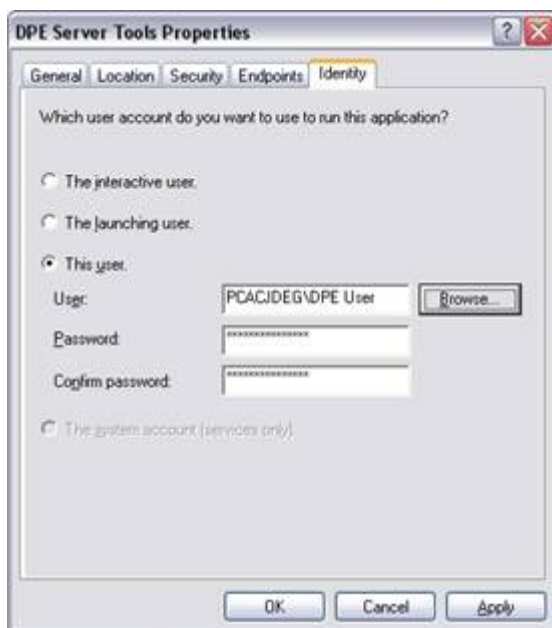 DPE Server Tools Properties
General Location Security Endpoints Identity
Which user account do you want to use to run this application?
The interactive user.
The launching user.
This user.
User: PCACJDEG\DPE User Browse...
Password: ***************
Confirm password: ***************
The system account (services only).
OK Cancel Apply